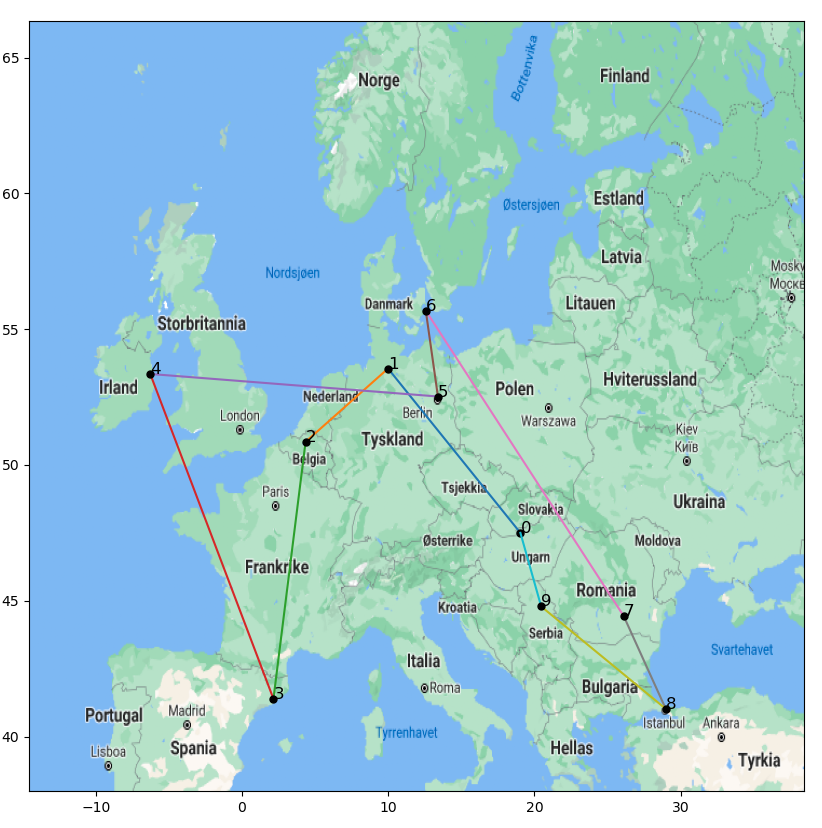 65
60
55
50
45
40
−10
0
10
20
30
Norge
Finland
Bottenvika
Østersjøen
Estland
Latvia
Nordsjøen
Moskv
Моске
Danmark
6
Litauen
Storbritannia
4
1
Irland
Nederland
5
Polen
Hviterussland
London
Berlin
Warszawa
2
Tyskland
Kiev
Київ
Belgia
Paris
Tsjekkia
Slovakia
Ukraina
0
Østerrike
Ungarn
Moldova
Frankrike
9
Romania
7
Kroatia
Serbia
Svartehavet
Italia
3
Roma
Bulgaria
8
Portugal
Madrid
Istanbul
Ankara
Lisboa
Spania
Tyrrenhavet
Hellas
Tyrkia